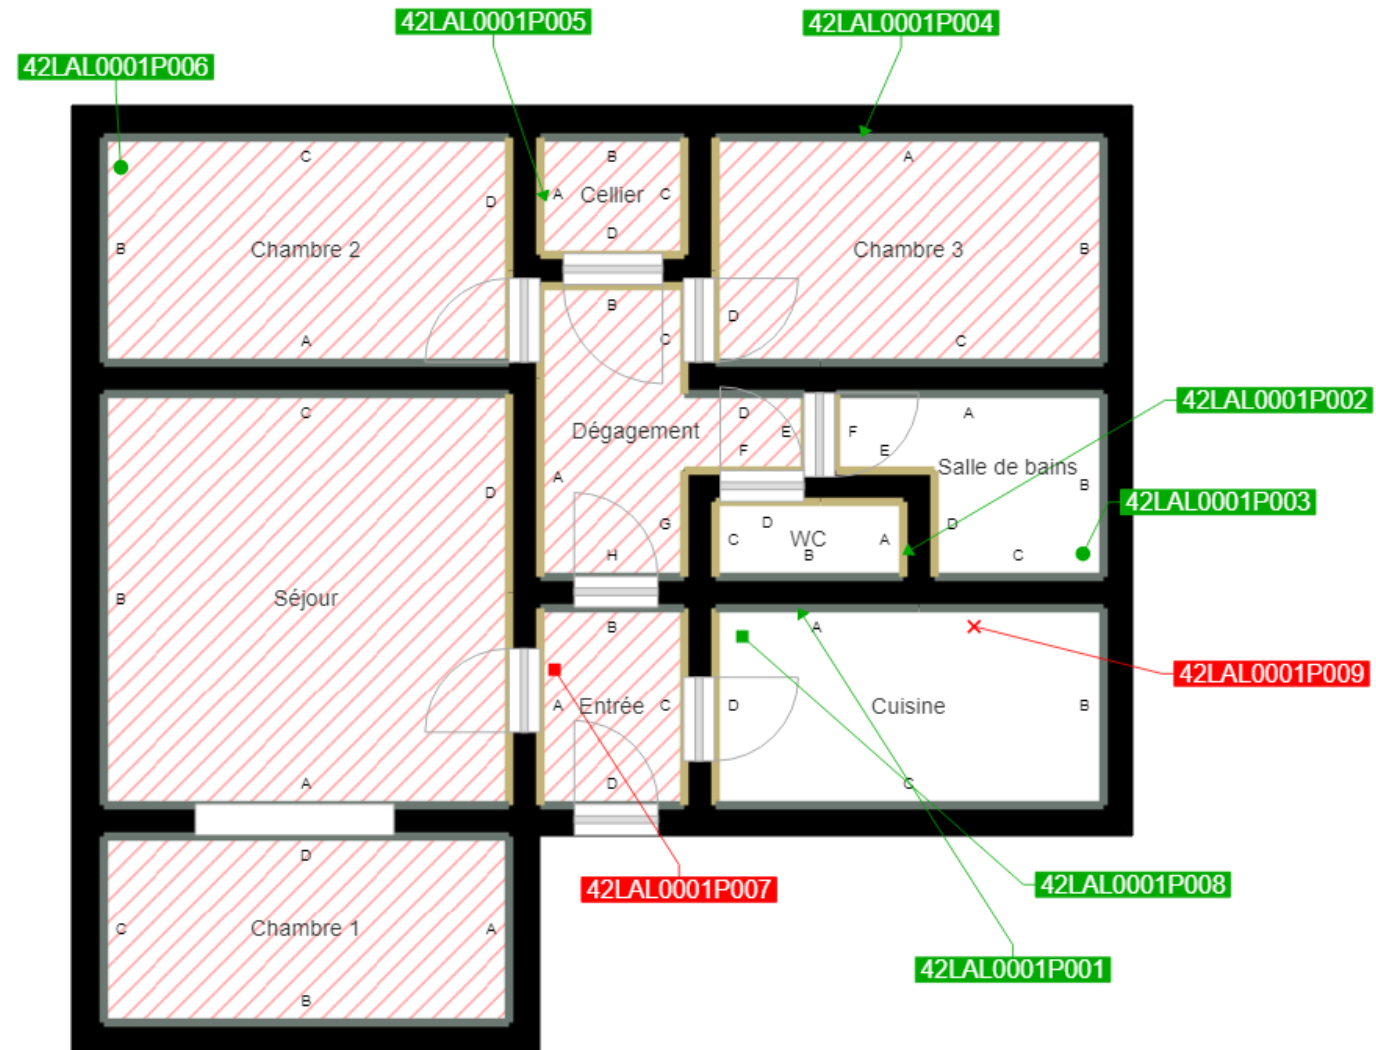 42LAL0001P005
42LAL0001P004
42LAL0001P006
C
B
A
D
A
Cellier
C
B
Chambre 2
D
Chambre 3
B
B
D
A
C
C
C
C
D
A
A
Dégagement
E
F
F
E
42LAL0001P002
Salle de bains
D
A
B
42LAL0001P003
G
D
D
C
WC
A
H
B
C
B
Séjour
B
A
42LAL0001P009
A
Entrée
C
D
Cuisine
B
A
D
C
D
42LAL0001P007
42LAL0001P008
C
Chambre 1
A
42LAL0001P001
B